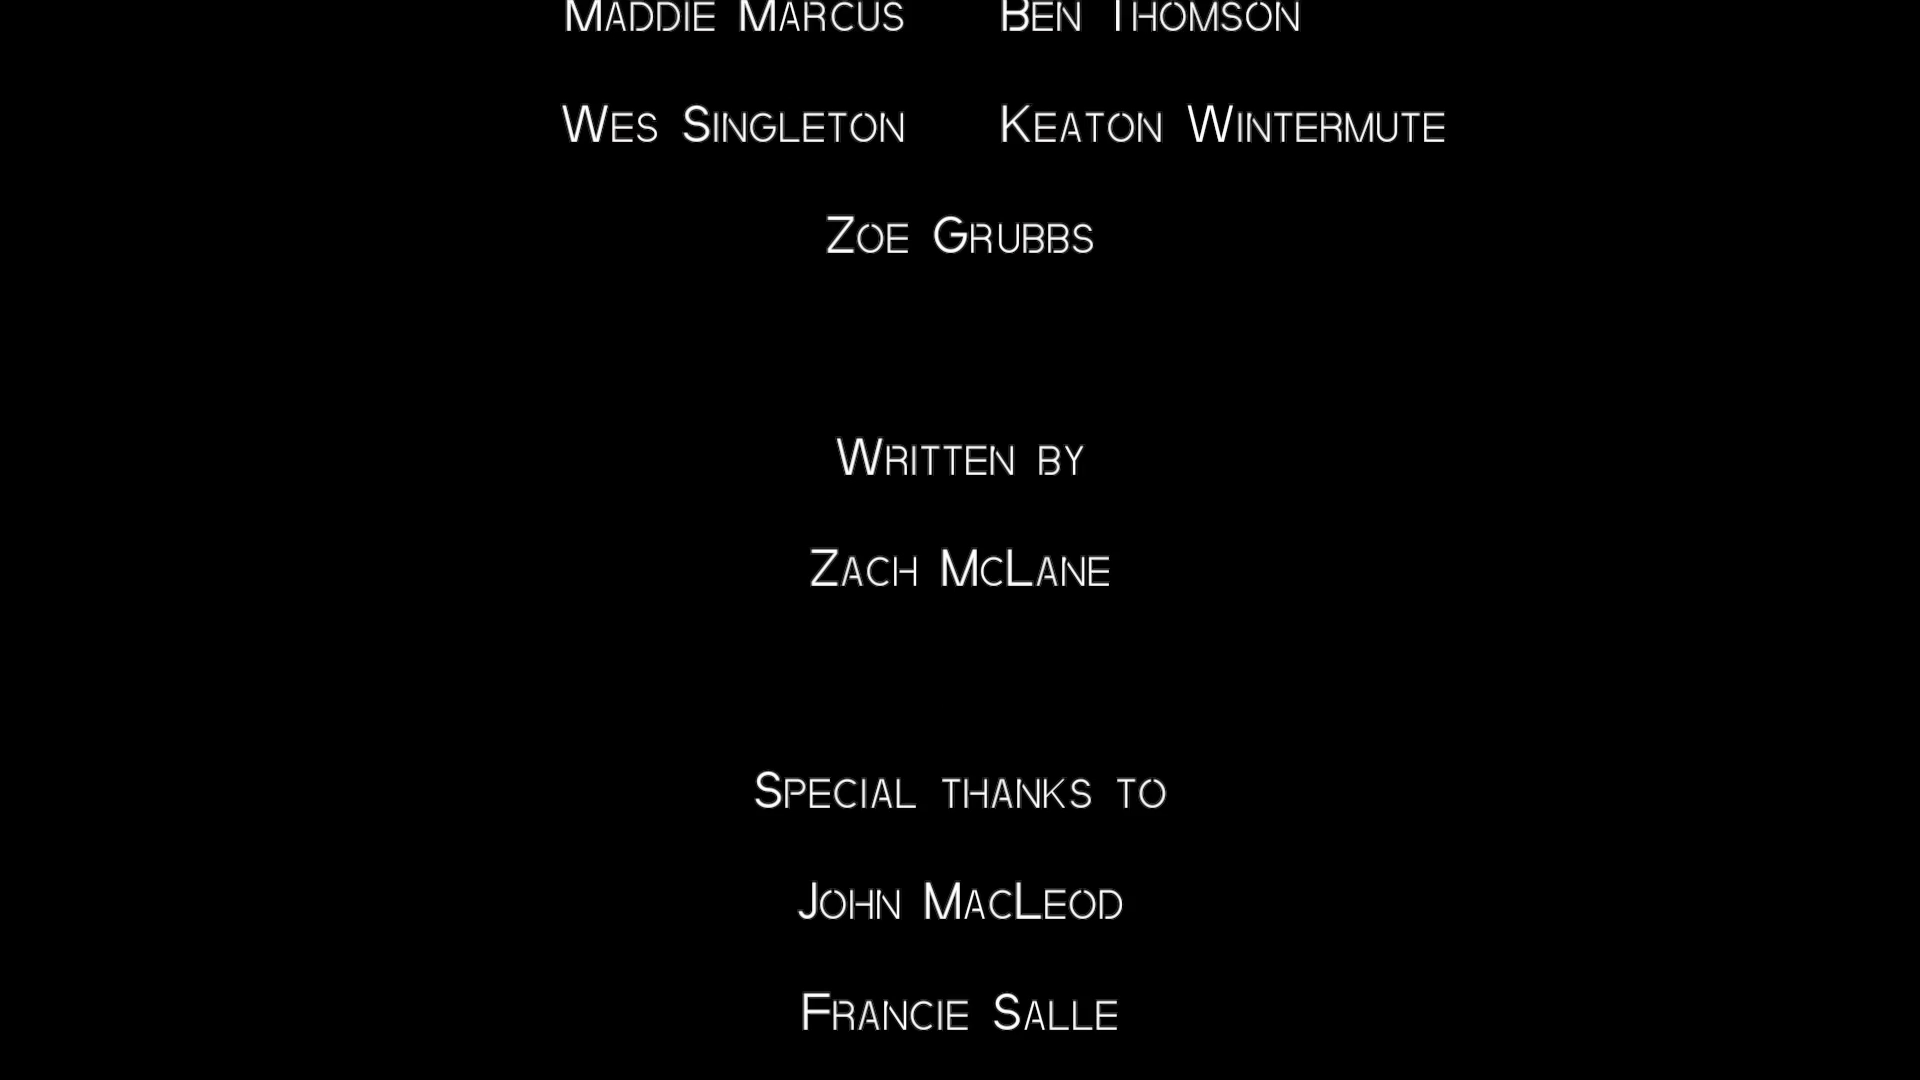 Maddie Marcus Ben Thomson
Wes Singleton Keaton Wintermute
Zoe Grubbs
Written by
Zach McLane
Special thanks to
John MacLeod
Francie Salle